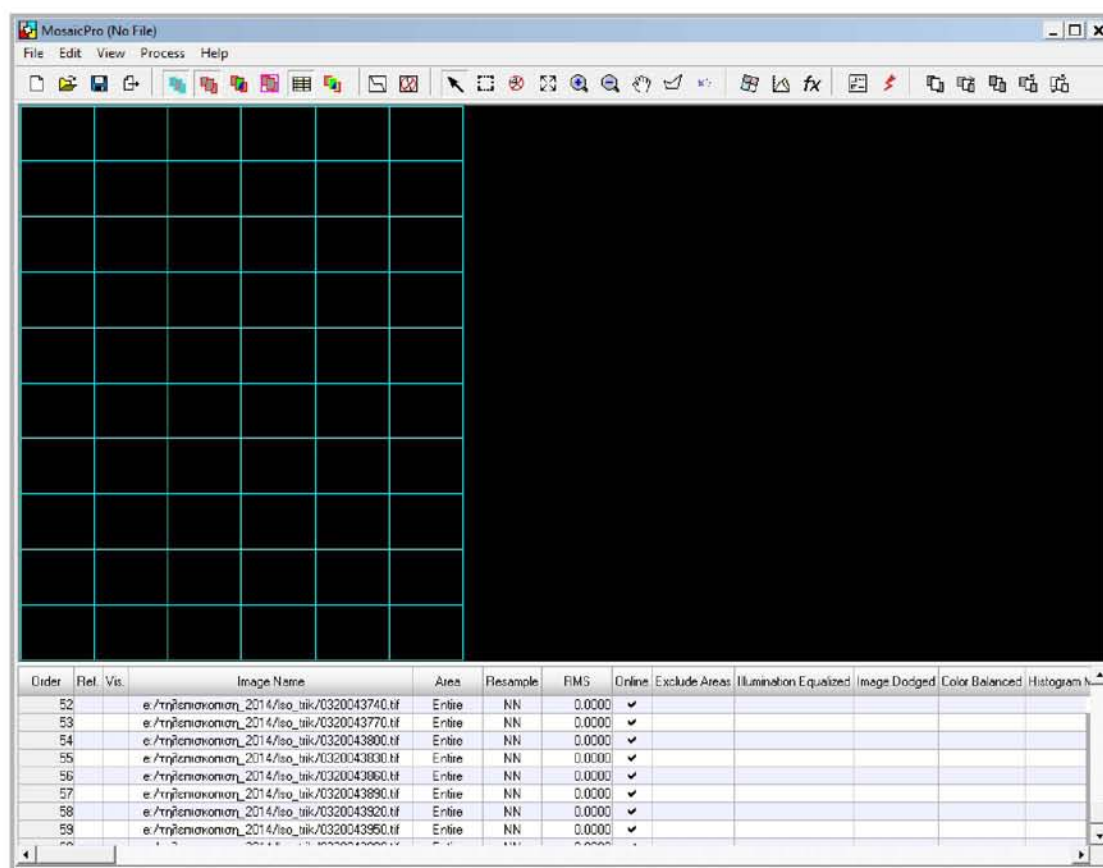 MosaicPro (No File)
File Edit View Process Help
fx
Order Ref. Vis. Image Name Area Resample RMS Online Exclude Areas Illumination Equalized Image Dodged Color Balanced Histogram
52 e:/τηλεπισκοπιση_2014/lso_trik/0320043740.tif Entire NN 0.0000
53 e:/τηλεπισκοπιση_2014/lso_trik/0320043770.tif Entire NN 0.0000
54 e:/τηλεπισκοπιση_2014/lso_trik/0320043800.tif Entire NN 0.0000
55 e:/τηλεπισκοπιση_2014/lso_trik/0320043830.tif Entire NN 0.0000
56 e:/τηλεπισκοπιση_2014/lso_trik/0320043860.tif Entire NN 0.0000
57 e:/τηλεπισκοπιση_2014/lso_trik/0320043890.tif Entire NN 0.0000
58 e:/τηλεπισκοπιση_2014/lso_trik/0320043920.tif Entire NN 0.0000
59 e:/τηλεπισκοπιση_2014/lso_trik/0320043950.tif Entire NN 0.0000